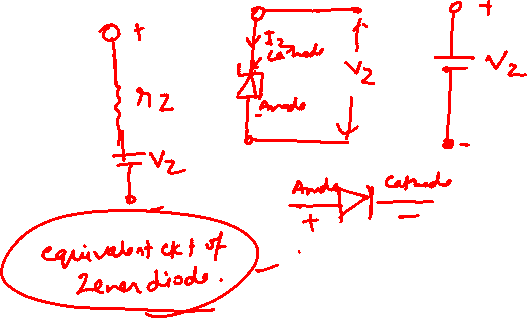 +
rz
Vz
Iz
Cathode
Anode
Vz
+
Vz
-
Anode
Cathode
+
equivalent ckt of
Zener diode.